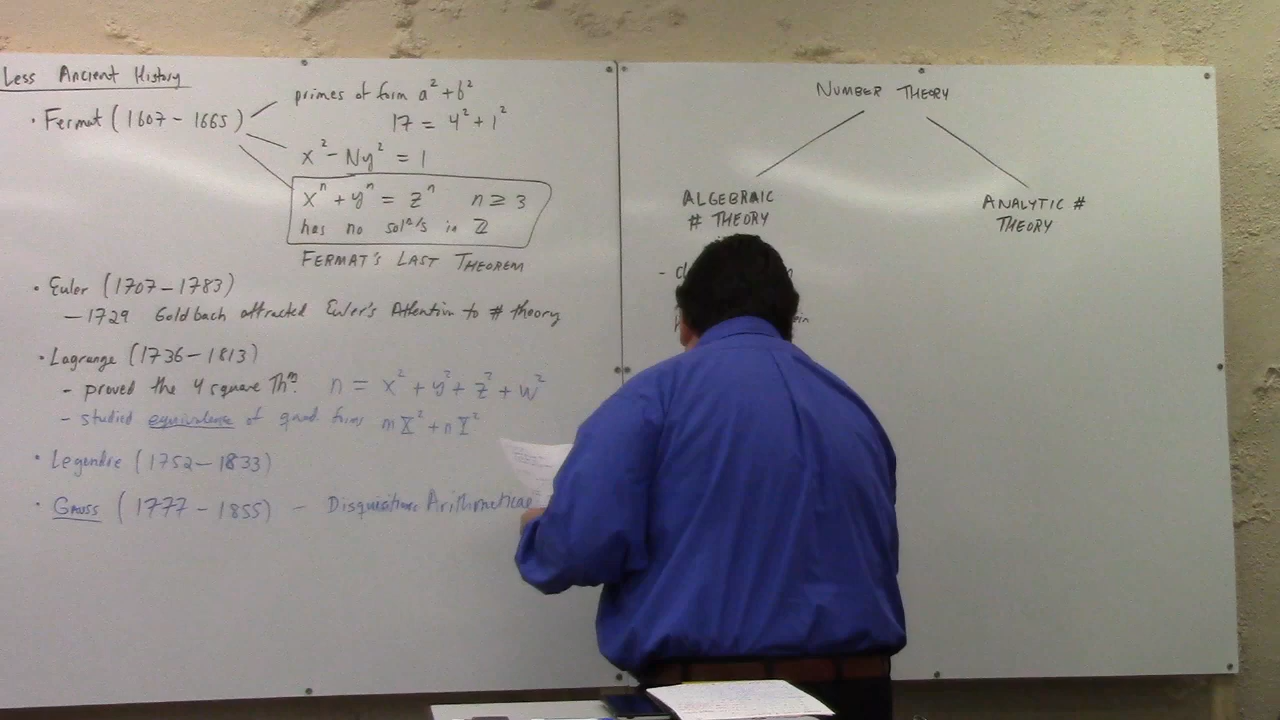 Less Ancient History
· Fermat (1607 - 1665)
primes of form a² + b²
17 = 4² + 1²
x² - Ny² = 1
xⁿ + yⁿ = zⁿ n ≥ 3
has no solⁿ/s in ℤ
FERMAT'S LAST THEOREM
· Euler (1707 - 1783)
- 1729 Goldbach attracted Euler's Attention to # theory
· Lagrange (1736 - 1813)
- proved the 4 square Thᵐ. n = x² + y² + z² + w²
- studied equivalence of quad. forms mX² + nY²
· Legendre (1752 - 1833)
· Gauss (1777 - 1855) - Disquisitiones Arithmeticae
NUMBER THEORY
ALGEBRAIC
# THEORY
ANALYTIC #
THEORY